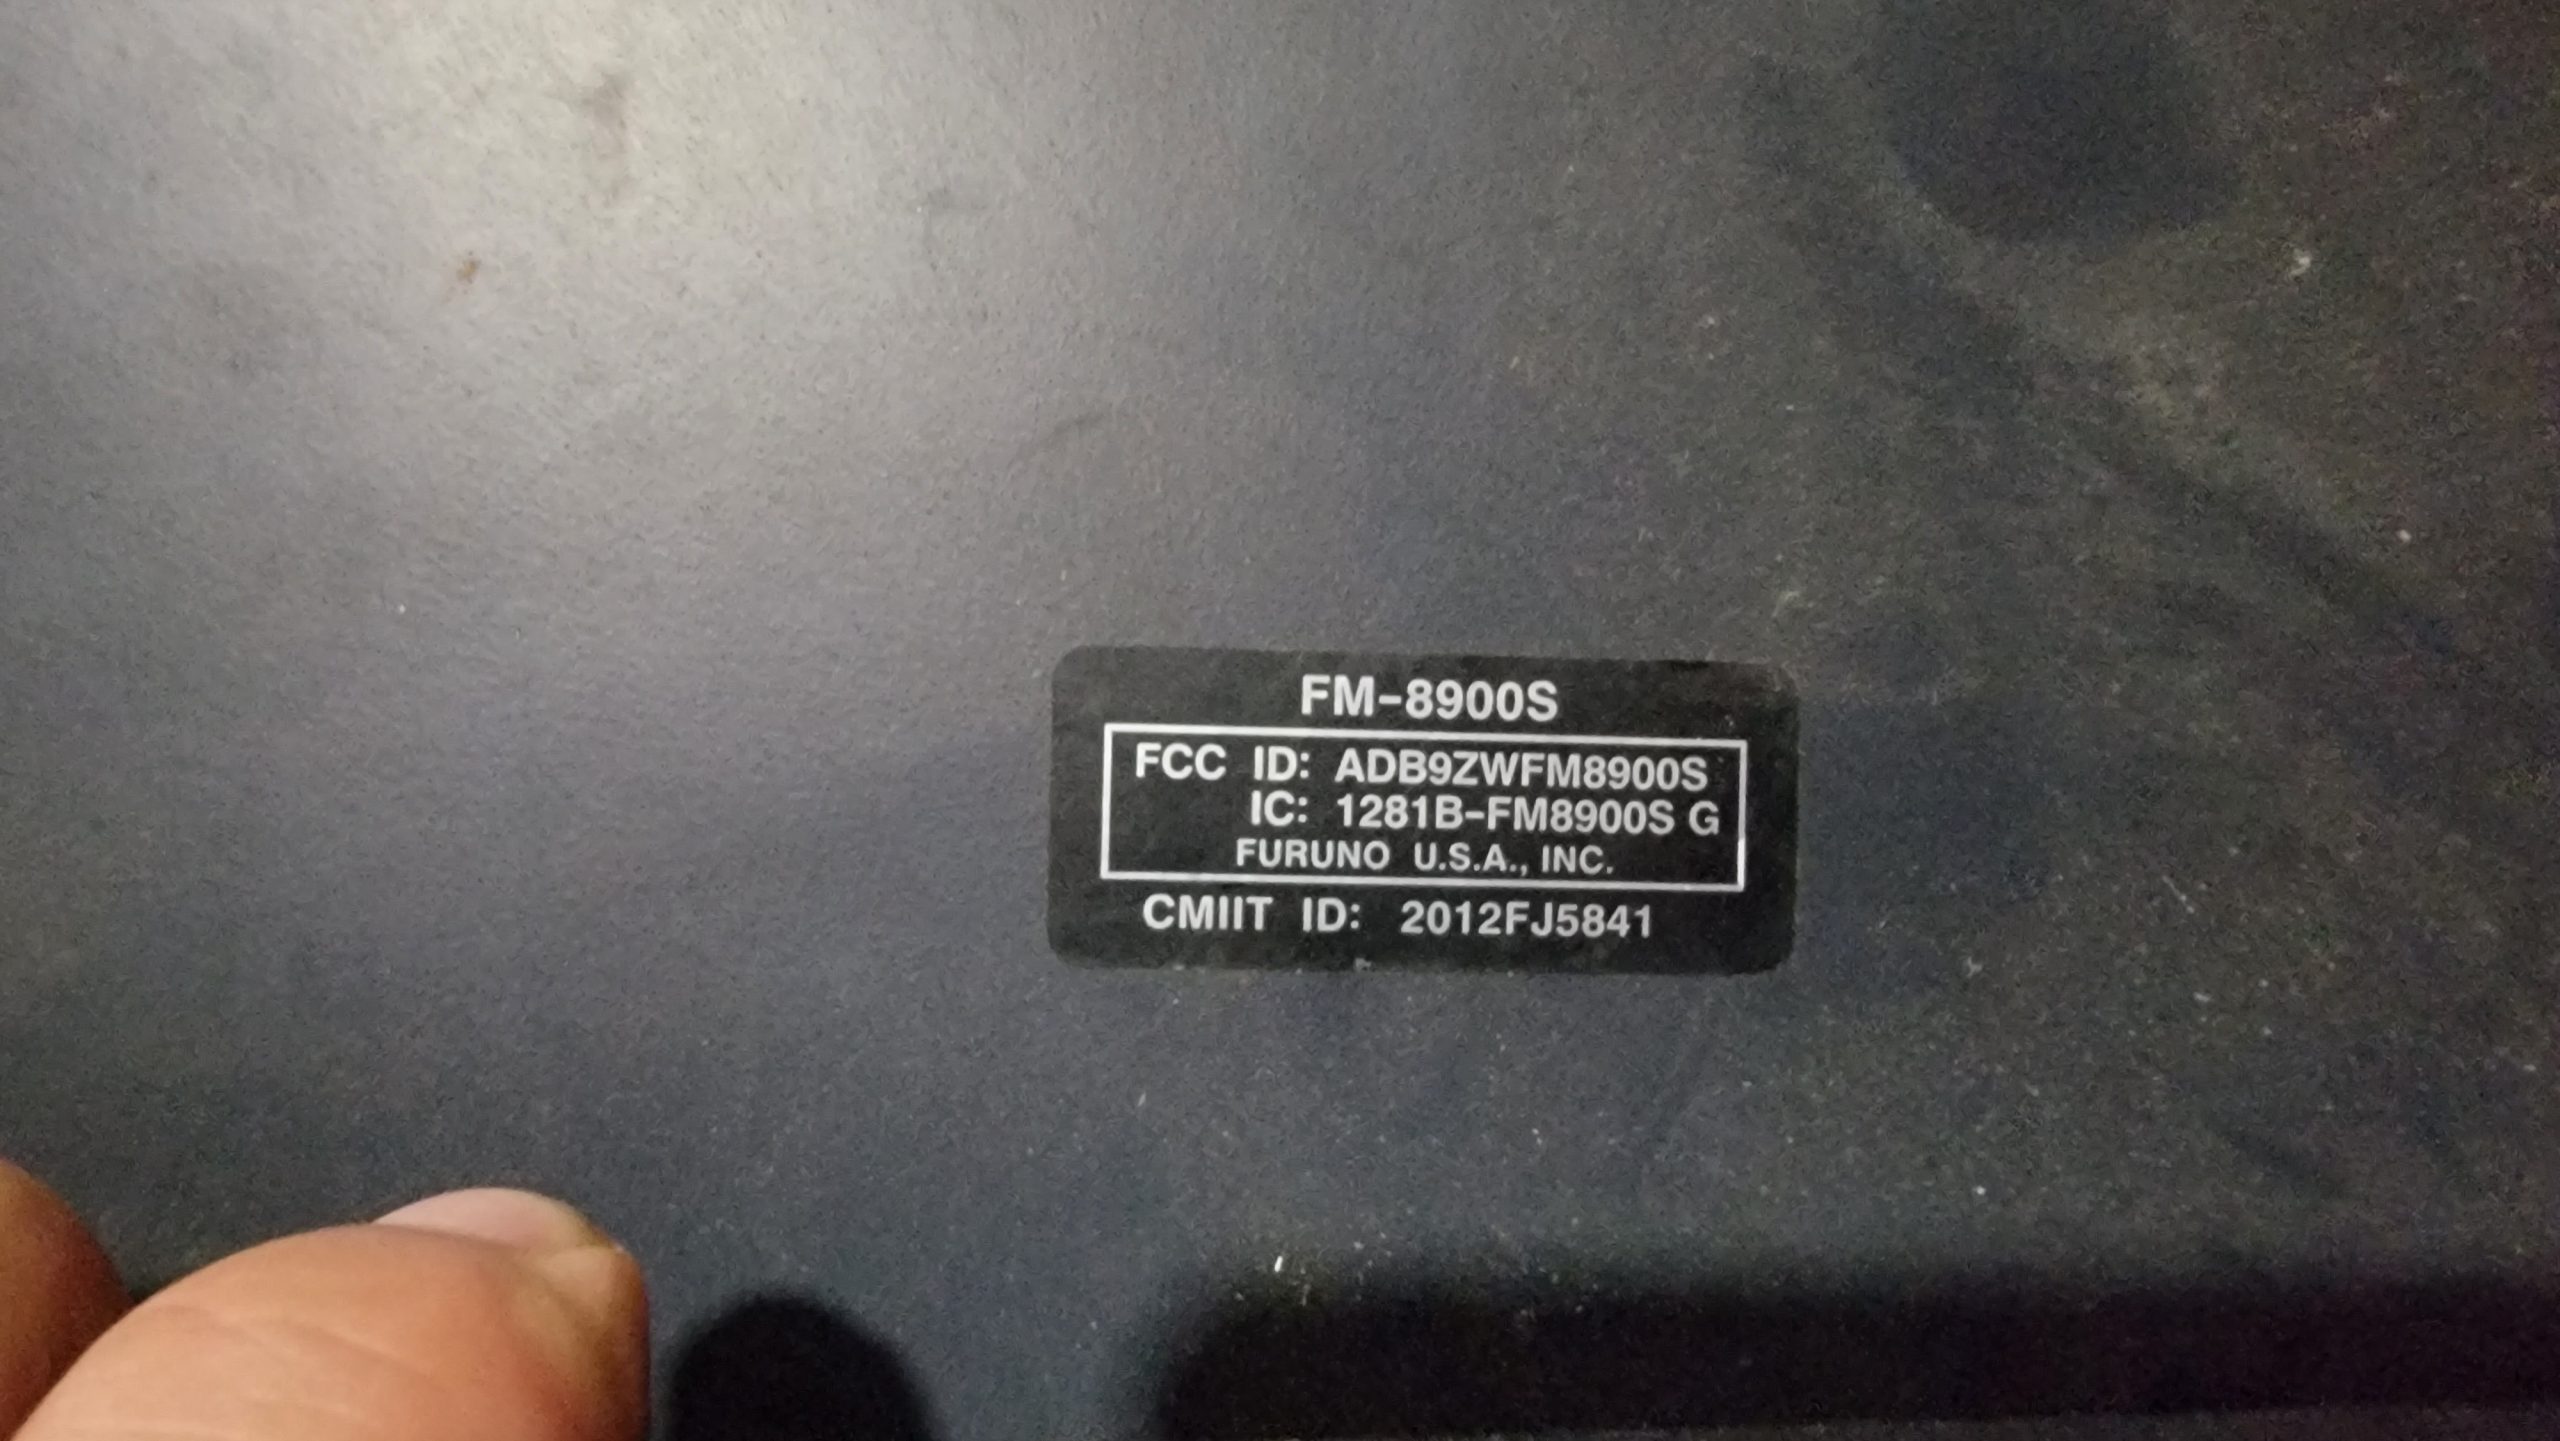 FM-8900S
FCC ID: ADB9ZWFM8900S
IC: 1281B-FM8900S G
FURUNO U.S.A., INC.
CMIIT ID: 2012FJ5841